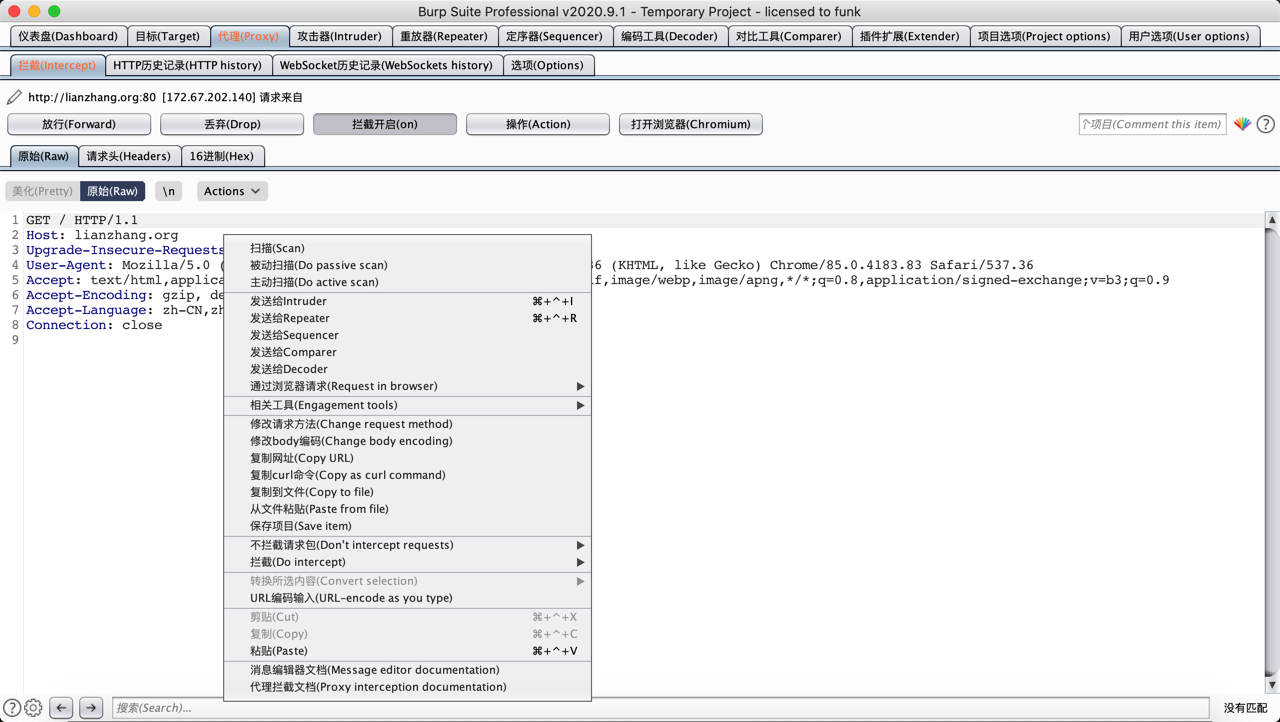 Burp Suite Professional v2020.9.1 - Temporary Project - licensed to funk
仪表盘(Dashboard) 目标(Target) 代理(Proxy) 攻击器(Intruder) 重放器(Repeater) 定序器(Sequencer) 编码工具(Decoder) 对比工具(Comparer) 插件扩展(Extender) 项目选项(Project options) 用户选项(User options)
拦截(Intercept) HTTP历史记录(HTTP history) WebSocket历史记录(WebSockets history) 选项(Options)
http://lianzhang.org:80 [172.67.202.140] 请求来自
放行(Forward) 丢弃(Drop) 拦截开启(on) 操作(Action) 打开浏览器(Chromium) 个项目(Comment this item) ?
原始(Raw) 请求头(Headers) 16进制(Hex)
美化(Pretty) 原始(Raw) \n Actions
1 GET / HTTP/1.1
2 Host: lianzhang.org
3 Upgrade-Insecure-Requests
4 User-Agent: Mozilla/5.0 ( 36 (KHTML, like Gecko) Chrome/85.0.4183.83 Safari/537.36
5 Accept: text/html,applica f,image/webp,image/apng,*/*;q=0.8,application/signed-exchange;v=b3;q=0.9
6 Accept-Encoding: gzip, de
7 Accept-Language: zh-CN,zh
8 Connection: close
9
扫描(Scan)
被动扫描(Do passive scan)
主动扫描(Do active scan)
发送给Intruder ⌘+^+I
发送给Repeater ⌘+^+R
发送给Sequencer
发送给Comparer
发送给Decoder
通过浏览器请求(Request in browser)
相关工具(Engagement tools)
修改请求方法(Change request method)
修改body编码(Change body encoding)
复制网址(Copy URL)
复制curl命令(Copy as curl command)
复制到文件(Copy to file)
从文件粘贴(Paste from file)
保存项目(Save item)
不拦截请求包(Don't intercept requests)
拦截(Do intercept)
转换所选内容(Convert selection)
URL编码输入(URL-encode as you type)
剪贴(Cut) ⌘+^+X
复制(Copy) ⌘+^+C
粘贴(Paste) ⌘+^+V
消息编辑器文档(Message editor documentation)
代理拦截文档(Proxy interception documentation)
? 搜索(Search)... 没有匹配